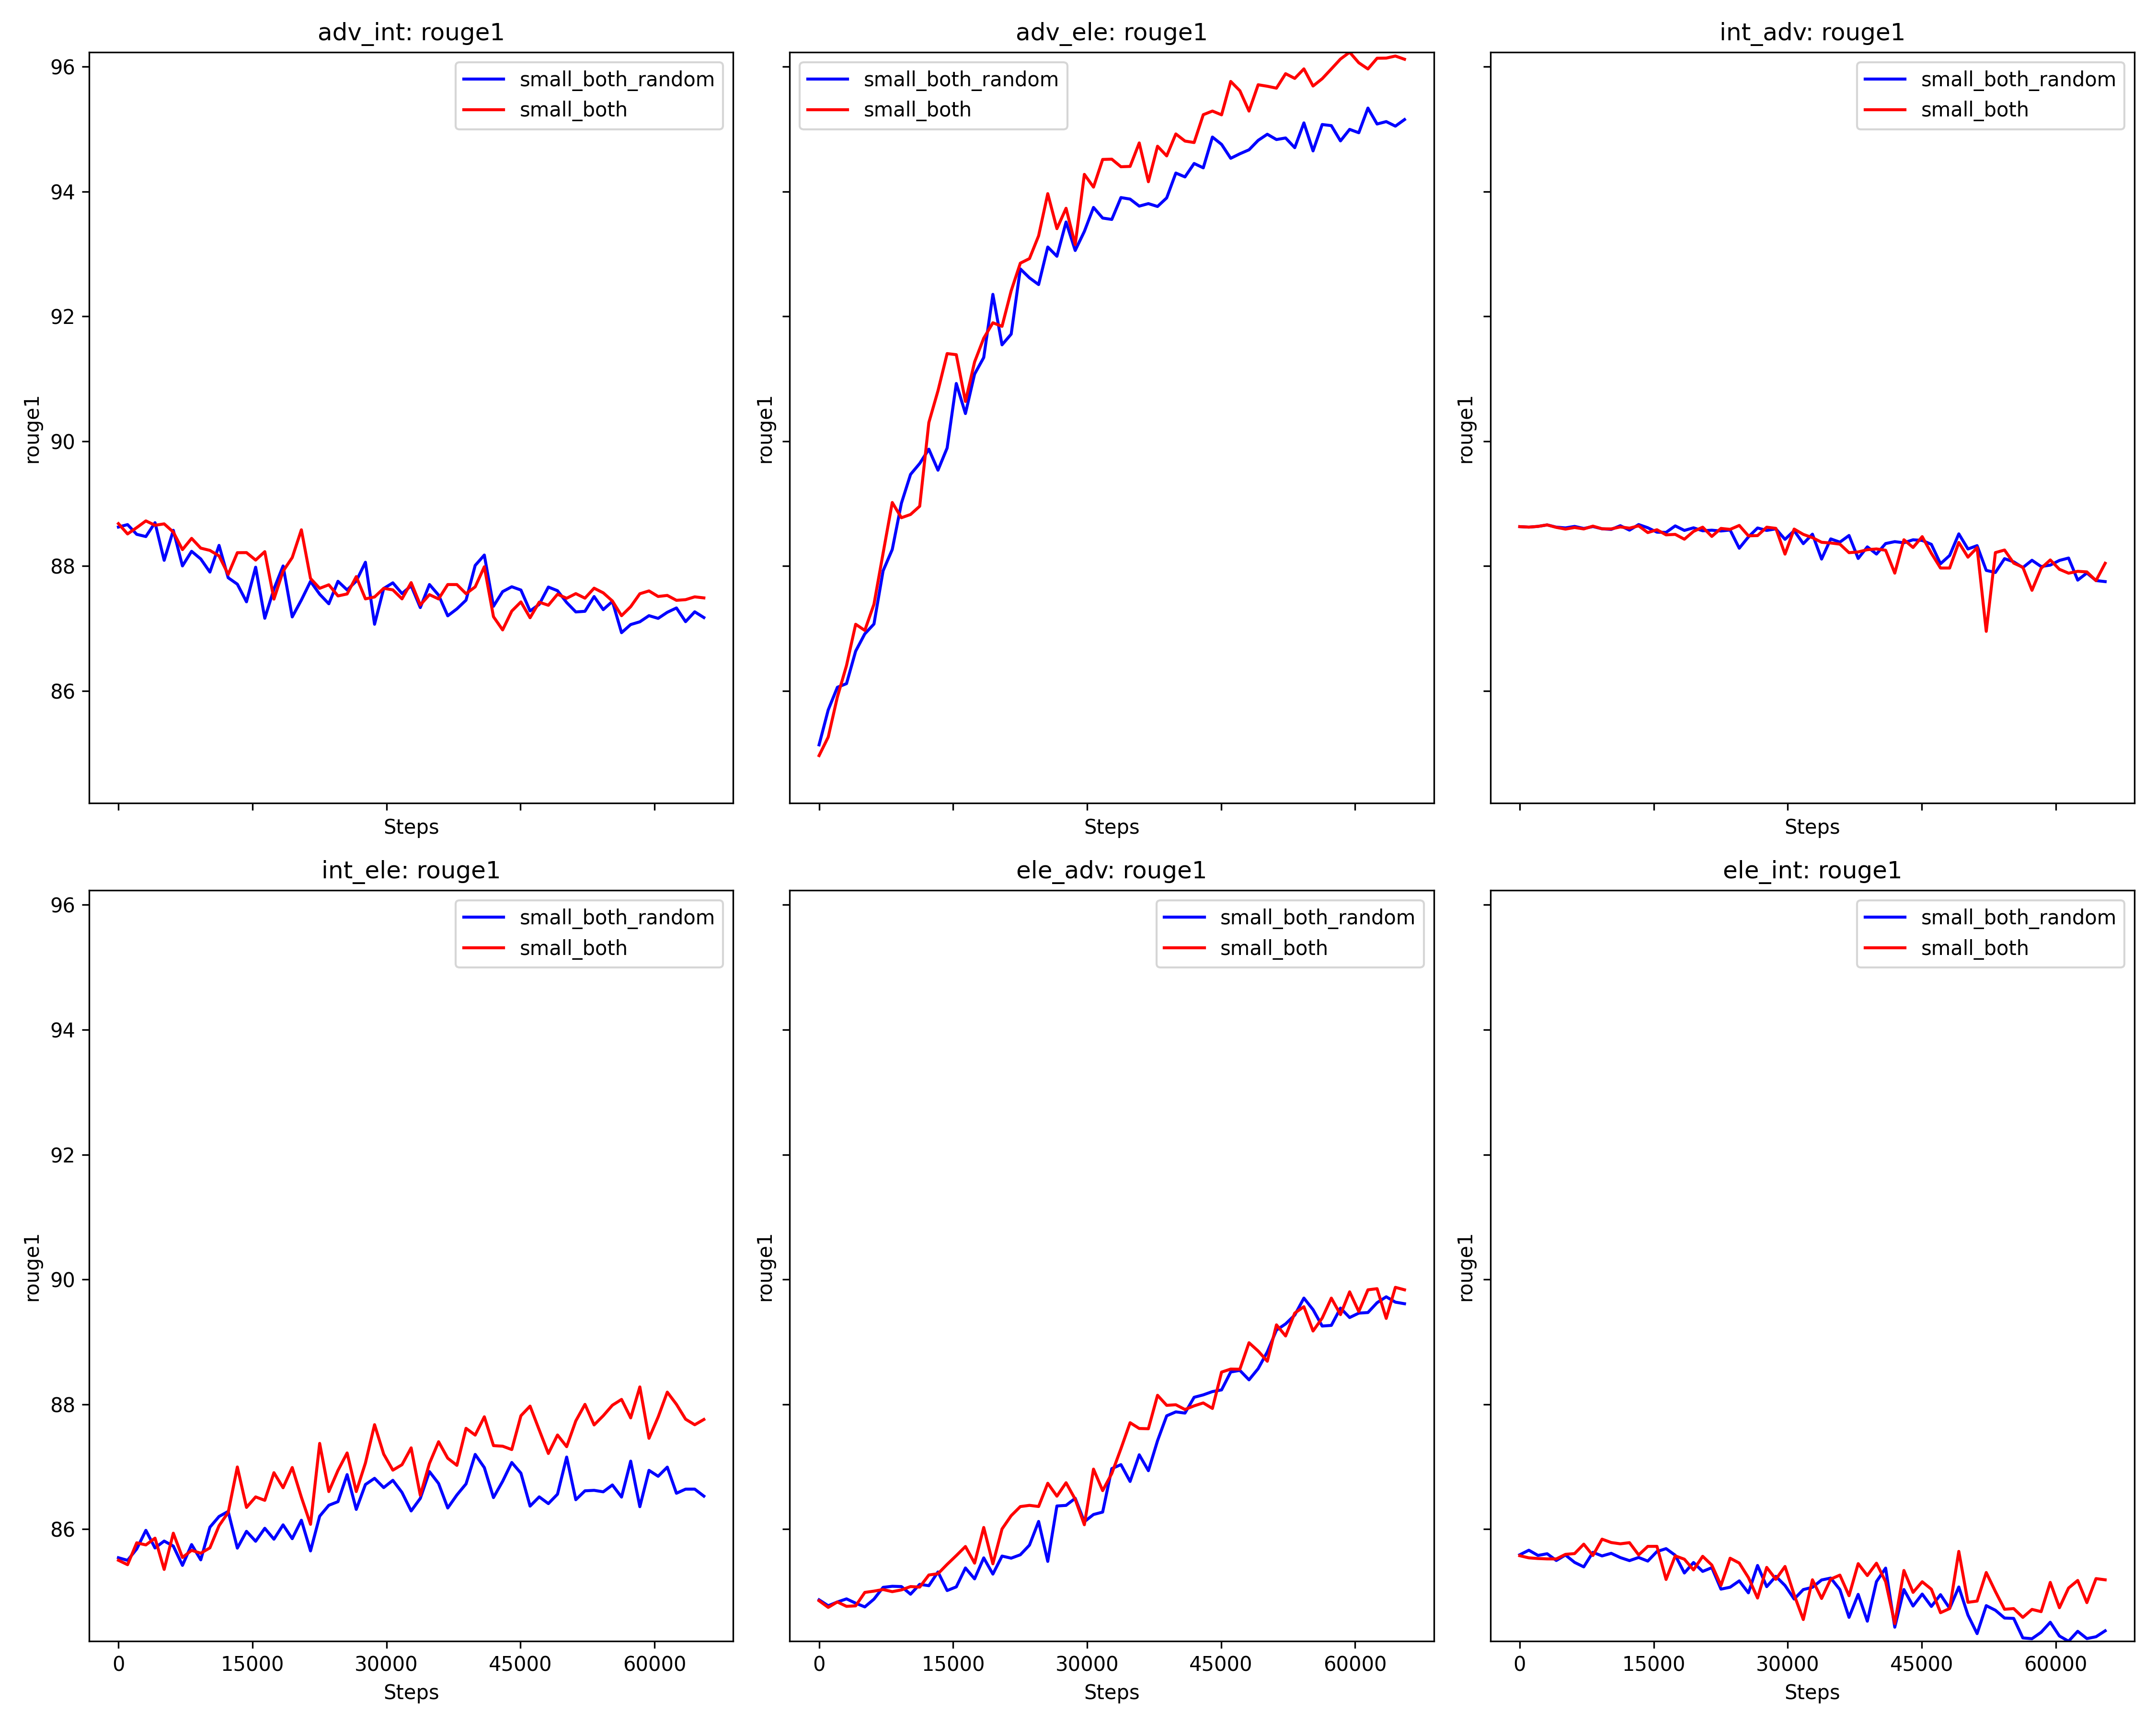 adv_int: rouge1
small_both_random
small_both
96
94
92
90
88
86
rouge1
Steps
adv_ele: rouge1
small_both_random
small_both
rouge1
Steps
int_adv: rouge1
small_both_random
small_both
rouge1
Steps
int_ele: rouge1
small_both_random
small_both
96
94
92
90
88
86
rouge1
0 15000 30000 45000 60000
Steps
ele_adv: rouge1
small_both_random
small_both
rouge1
0 15000 30000 45000 60000
Steps
ele_int: rouge1
small_both_random
small_both
rouge1
0 15000 30000 45000 60000
Steps